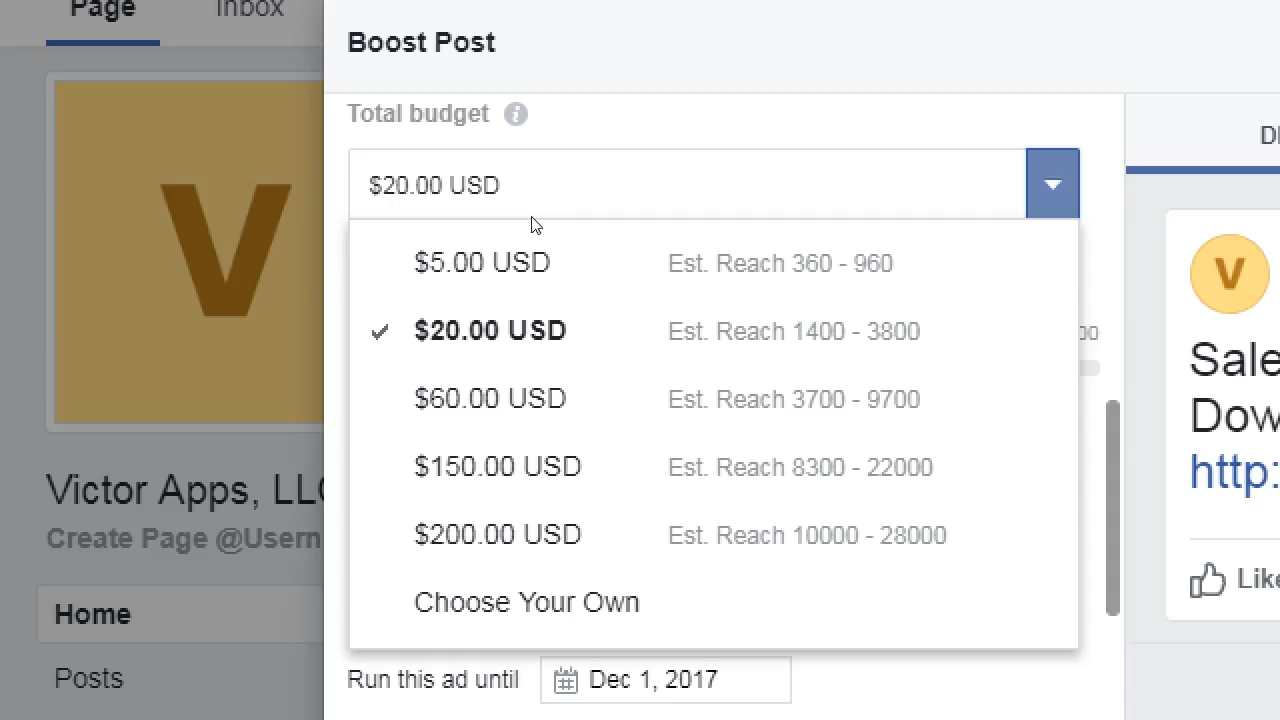 Page Inbox
Boost Post
Total budget
$20.00 USD
$5.00 USD Est. Reach 360 - 960
$20.00 USD Est. Reach 1400 - 3800
$60.00 USD Est. Reach 3700 - 9700
$150.00 USD Est. Reach 8300 - 22000
$200.00 USD Est. Reach 10000 - 28000
Choose Your Own
Run this ad until Dec 1, 2017
V
Victor Apps, LLC
Create Page @Usern
Home
Posts
V
Sale
Dow
http:
Like